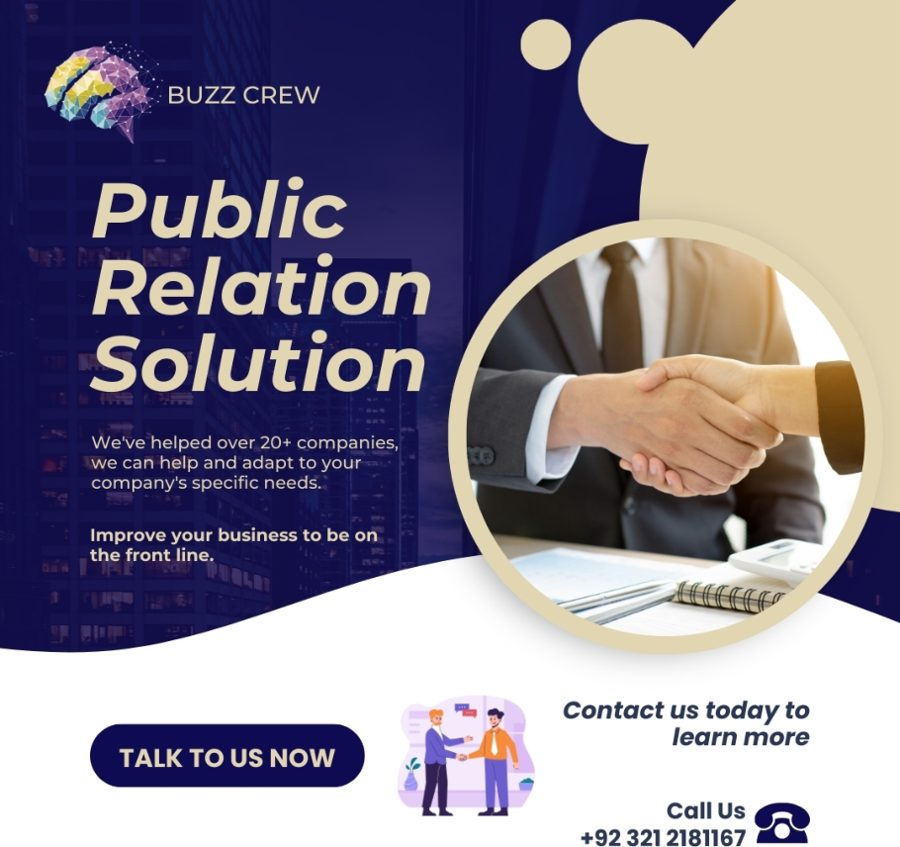 BUZZ CREW
Public
Relation
Solution
We've helped over 20+ companies,
we can help and adapt to your
company's specific needs.
Improve your business to be on
the front line.
TALK TO US NOW
Contact us today to
learn more
Call Us
+92 321 2181167